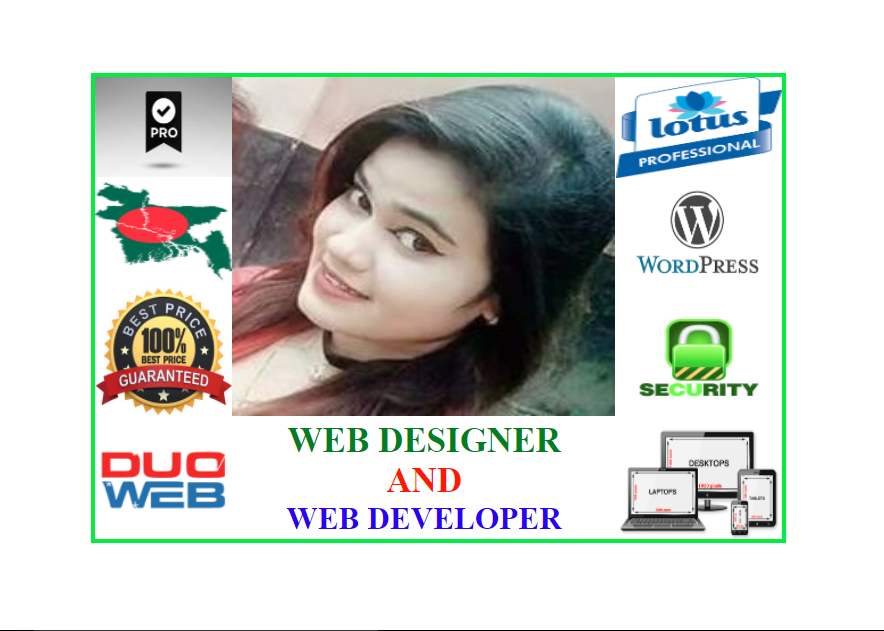 PRO
BEST PRICE
100%
BEST PRICE
GUARANTEED
DUO
WEB
WEB DESIGNER
AND
WEB DEVELOPER
lotus
PROFESSIONAL
WORDPRESS
SECURITY
DESKTOPS
LAPTOPS
TABLETS